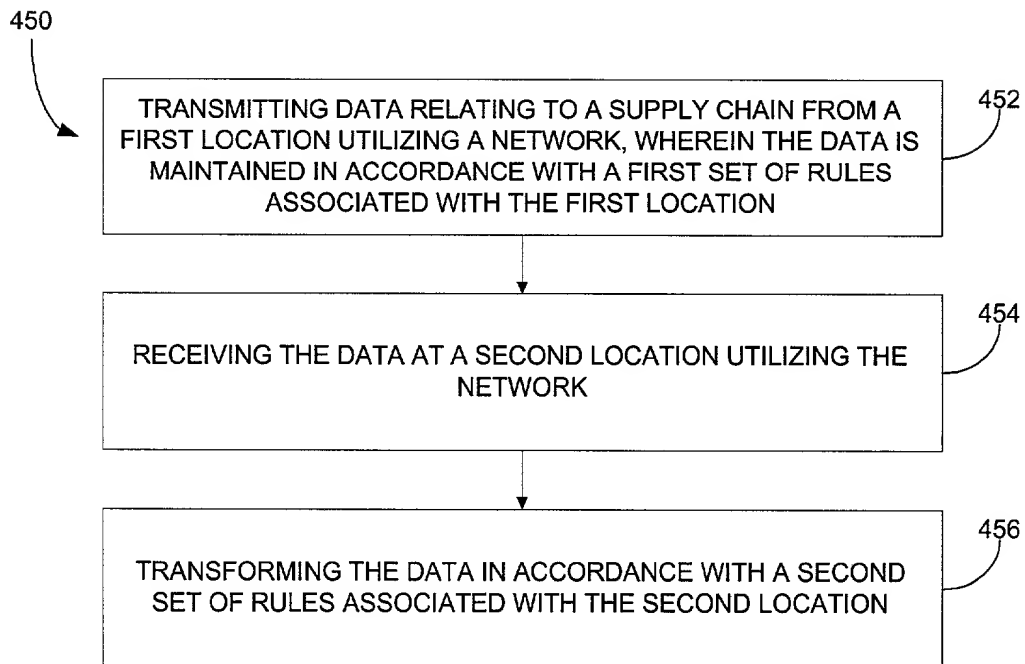 450
TRANSMITTING DATA RELATING TO A SUPPLY CHAIN FROM A
FIRST LOCATION UTILIZING A NETWORK, WHEREIN THE DATA IS
MAINTAINED IN ACCORDANCE WITH A FIRST SET OF RULES
ASSOCIATED WITH THE FIRST LOCATION
452
RECEIVING THE DATA AT A SECOND LOCATION UTILIZING THE
NETWORK
454
TRANSFORMING THE DATA IN ACCORDANCE WITH A SECOND
SET OF RULES ASSOCIATED WITH THE SECOND LOCATION
456